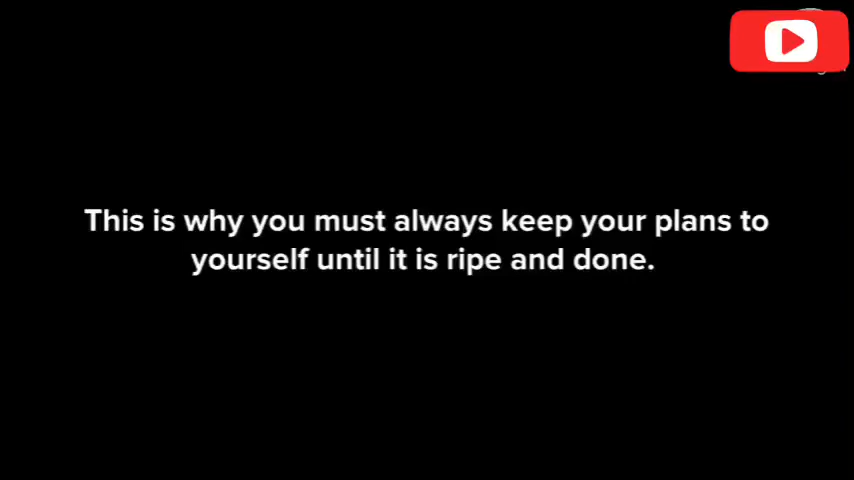 This is why you must always keep your plans to
yourself until it is ripe and done.